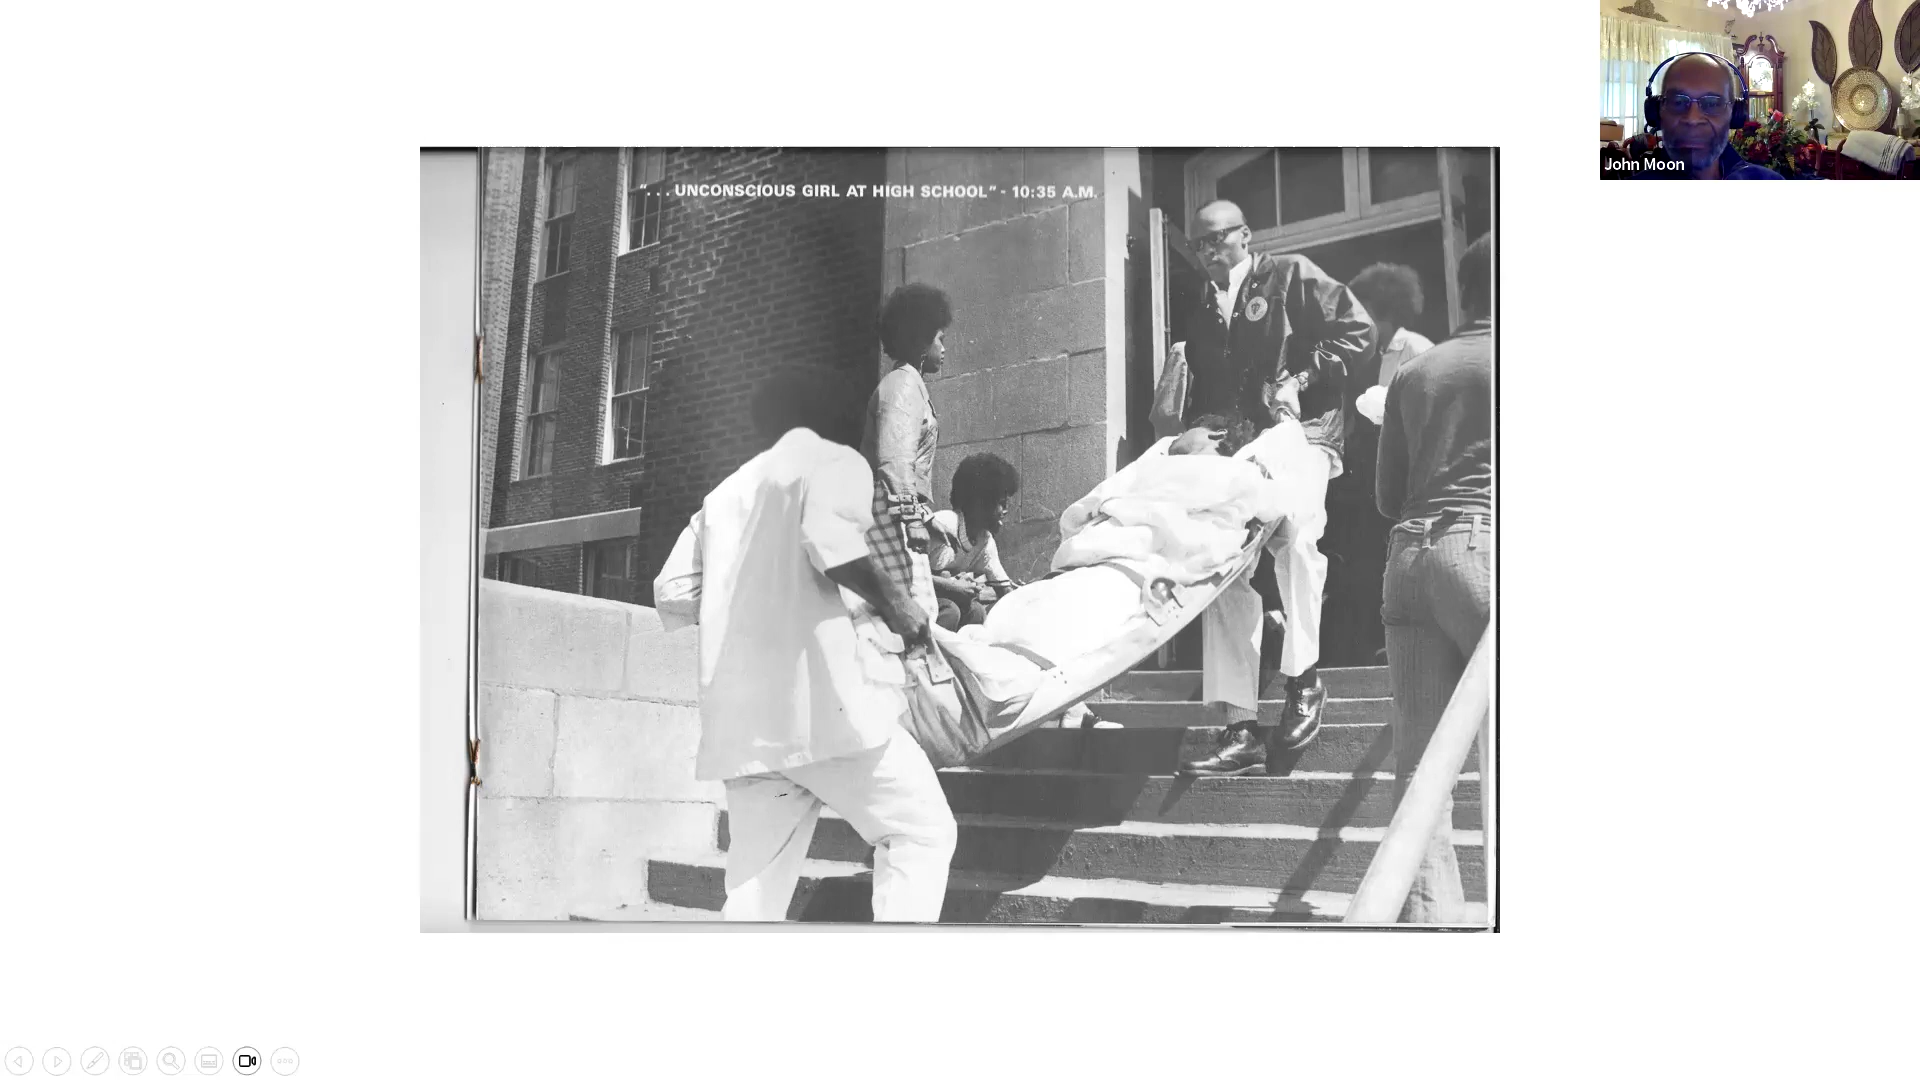 ". . . UNCONSCIOUS GIRL AT HIGH SCHOOL" - 10:35 A.M.
John Moon